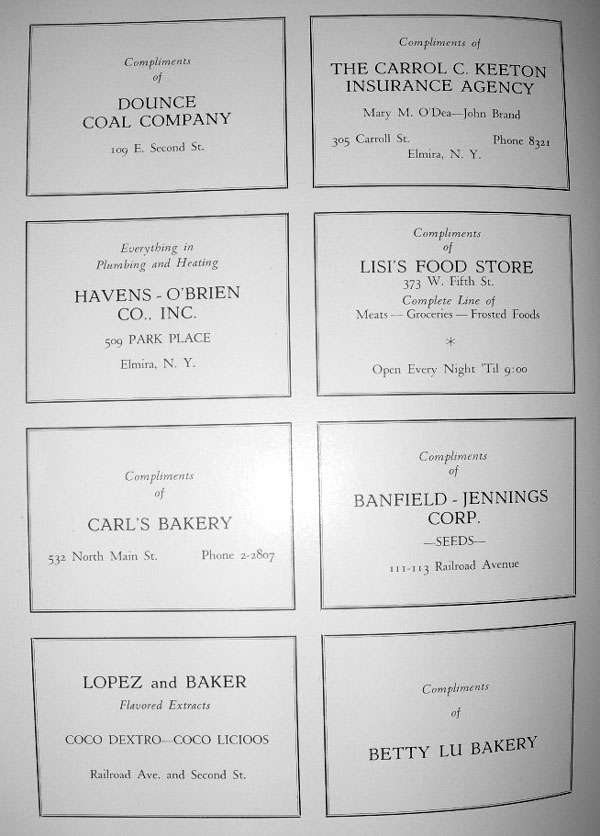 Compliments
of
DOUNCE
COAL COMPANY
109 E. Second St.
Compliments of
THE CARROL C. KEETON
INSURANCE AGENCY
Mary M. O'Dea—John Brand
305 Carroll St. Phone 8321
Elmira, N. Y.
Everything in
Plumbing and Heating
HAVENS - O'BRIEN
CO., INC.
509 PARK PLACE
Elmira, N. Y.
Compliments
of
LISI'S FOOD STORE
373 W. Fifth St.
Complete Line of
Meats — Groceries — Frosted Foods
*
Open Every Night 'Til 9:00
Compliments
of
CARL'S BAKERY
532 North Main St. Phone 2-2807
Compliments
of
BANFIELD - JENNINGS
CORP.
—SEEDS—
111-113 Railroad Avenue
LOPEZ and BAKER
Flavored Extracts
COCO DEXTRO—COCO LICIOOS
Railroad Ave. and Second St.
Compliments
of
BETTY LU BAKERY